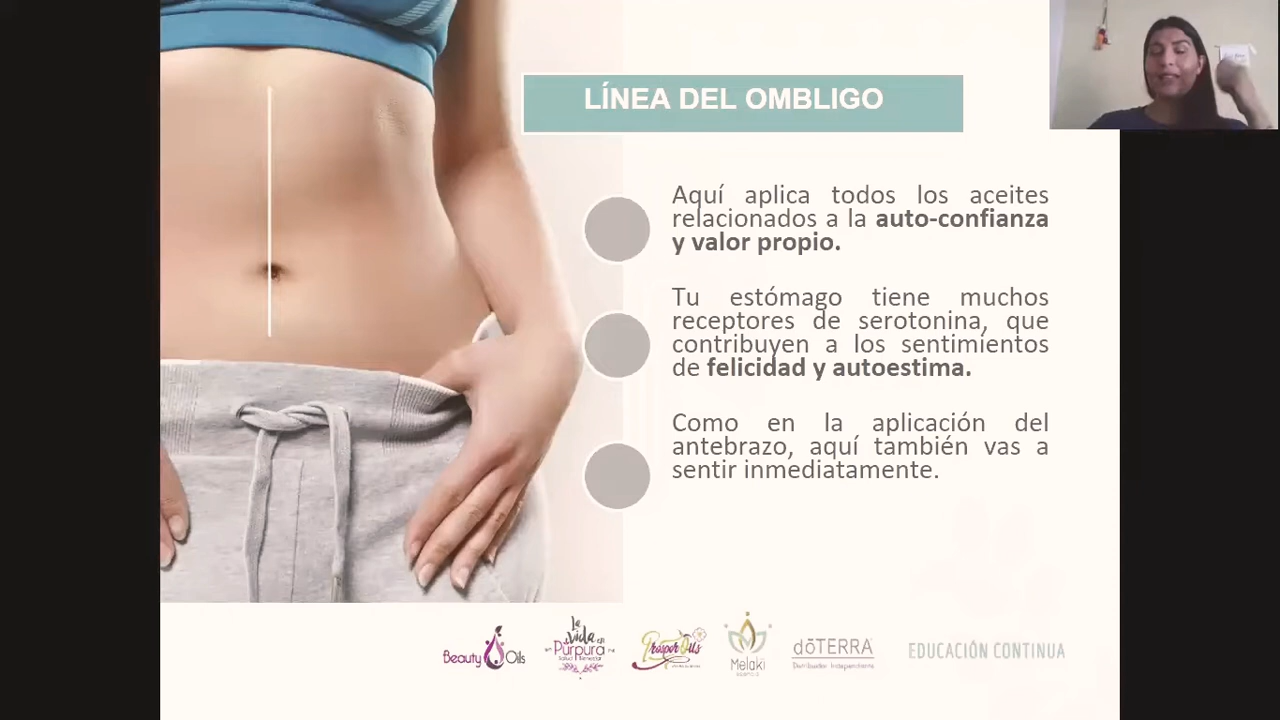 LÍNEA DEL OMBLIGO
Aquí aplica todos los aceites
relacionados a la auto-confianza
y valor propio.
Tu estómago tiene muchos
receptores de serotonina, que
contribuyen a los sentimientos
de felicidad y autoestima.
Como en la aplicación del
antebrazo, aquí también vas a
sentir inmediatamente.
Beauty Oils
la
vida en
Púrpura
Prosper Oils
Melaki
dōTERRA
Distribuidor Independiente
EDUCACIÓN CONTINUA